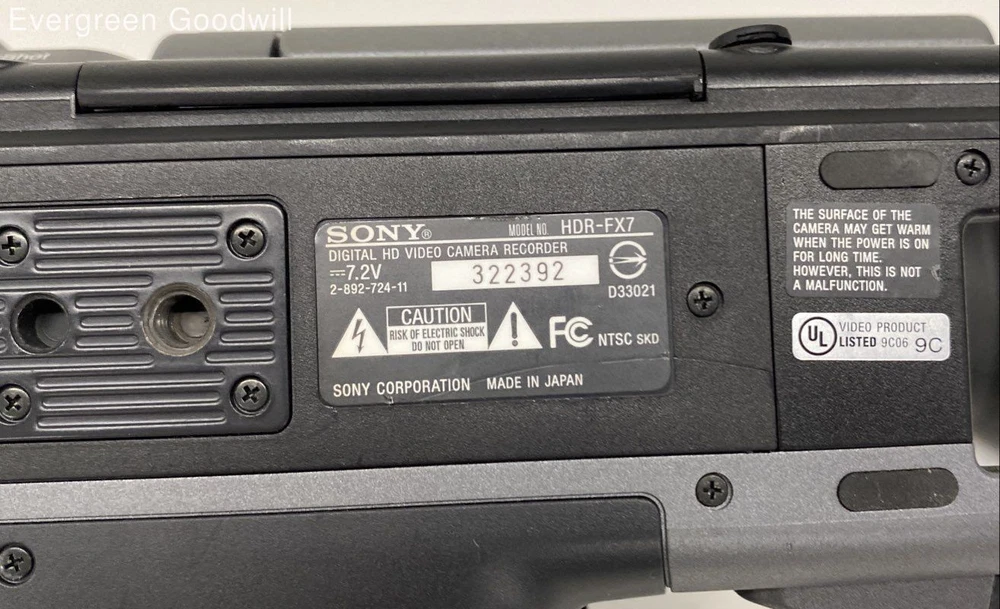 Evergreen Goodwill
SONY® MODEL NO. HDR-FX7
DIGITAL HD VIDEO CAMERA RECORDER
⎓7.2V
2-892-724-11
322392
D33021
CAUTION
RISK OF ELECTRIC SHOCK
DO NOT OPEN
FC NTSC SKD
SONY CORPORATION MADE IN JAPAN
THE SURFACE OF THE
CAMERA MAY GET WARM
WHEN THE POWER IS ON
FOR LONG TIME.
HOWEVER, THIS IS NOT
A MALFUNCTION.
UL VIDEO PRODUCT
LISTED 9C06 9C